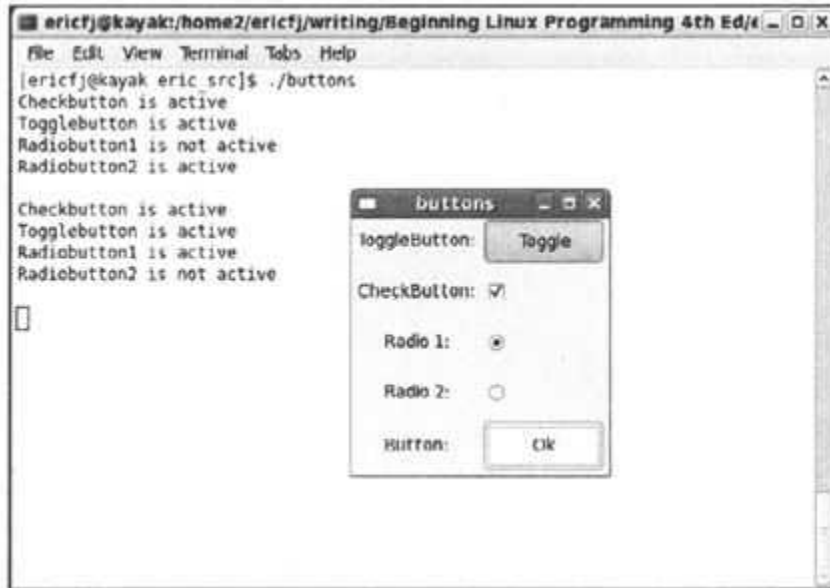 ericfj@kayak:/home2/ericfj/writing/Beginning Linux Programming 4th Ed/e
File Edit View Terminal Tabs Help
[ericfj@kayak eric_src]$ ./buttons
Checkbutton is active
Togglebutton is active
Radiobutton1 is not active
Radiobutton2 is active
Checkbutton is active
Togglebutton is active
Radiobutton1 is active
Radiobutton2 is not active
buttons
ToggleButton: Toggle
CheckButton:
Radio 1:
Radio 2:
Button: Ok